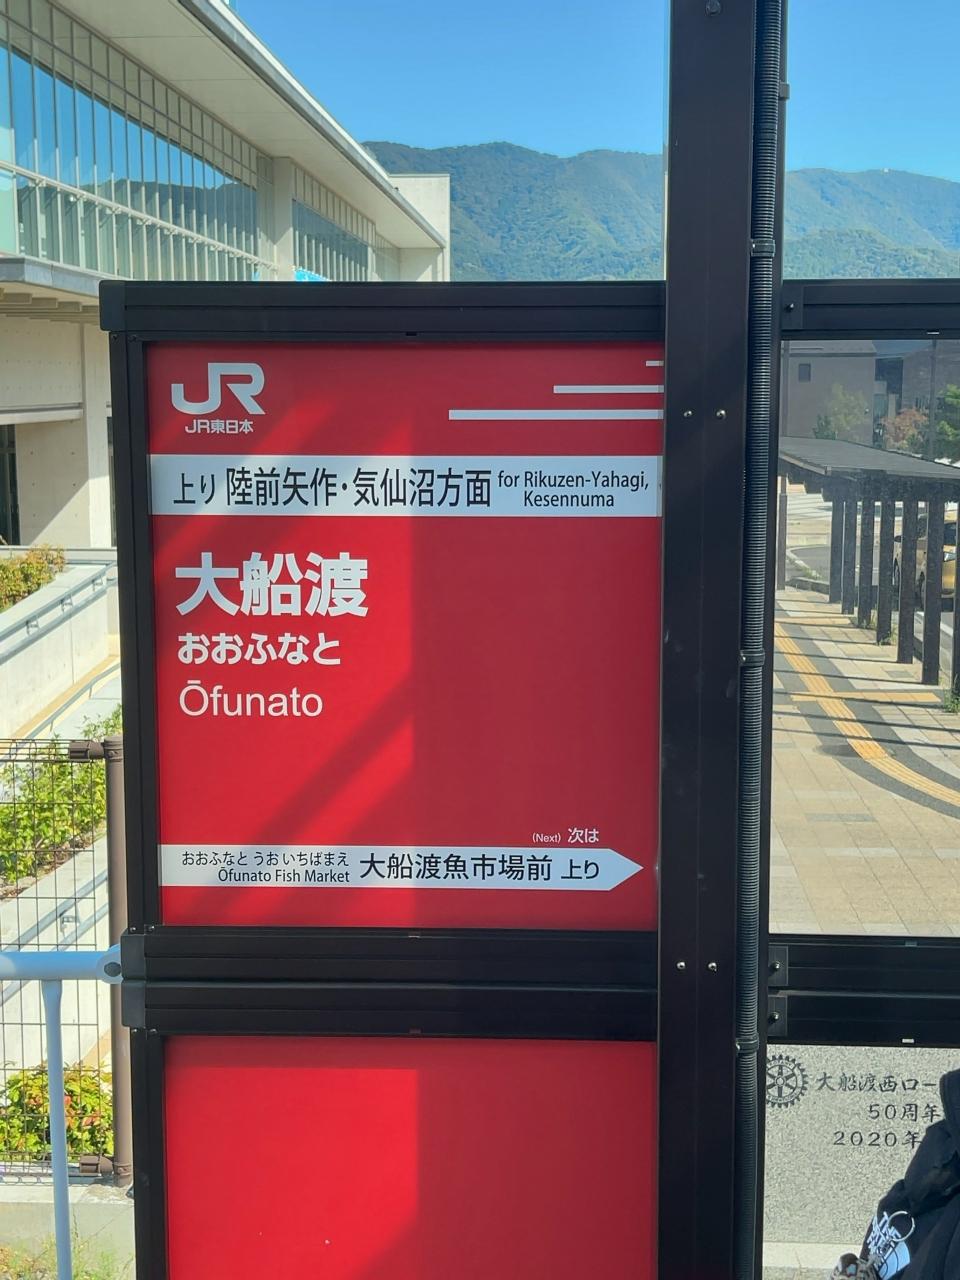 JR
JR東日本
上り 陸前矢作・気仙沼方面 for Rikuzen-Yahagi,
Kesennuma
大船渡
おおふなと
Ōfunato
(Next) 次は
おおふなと うお いちばまえ
Ōfunato Fish Market
大船渡魚市場前 上り
大船渡西ロー
50周年
2020年